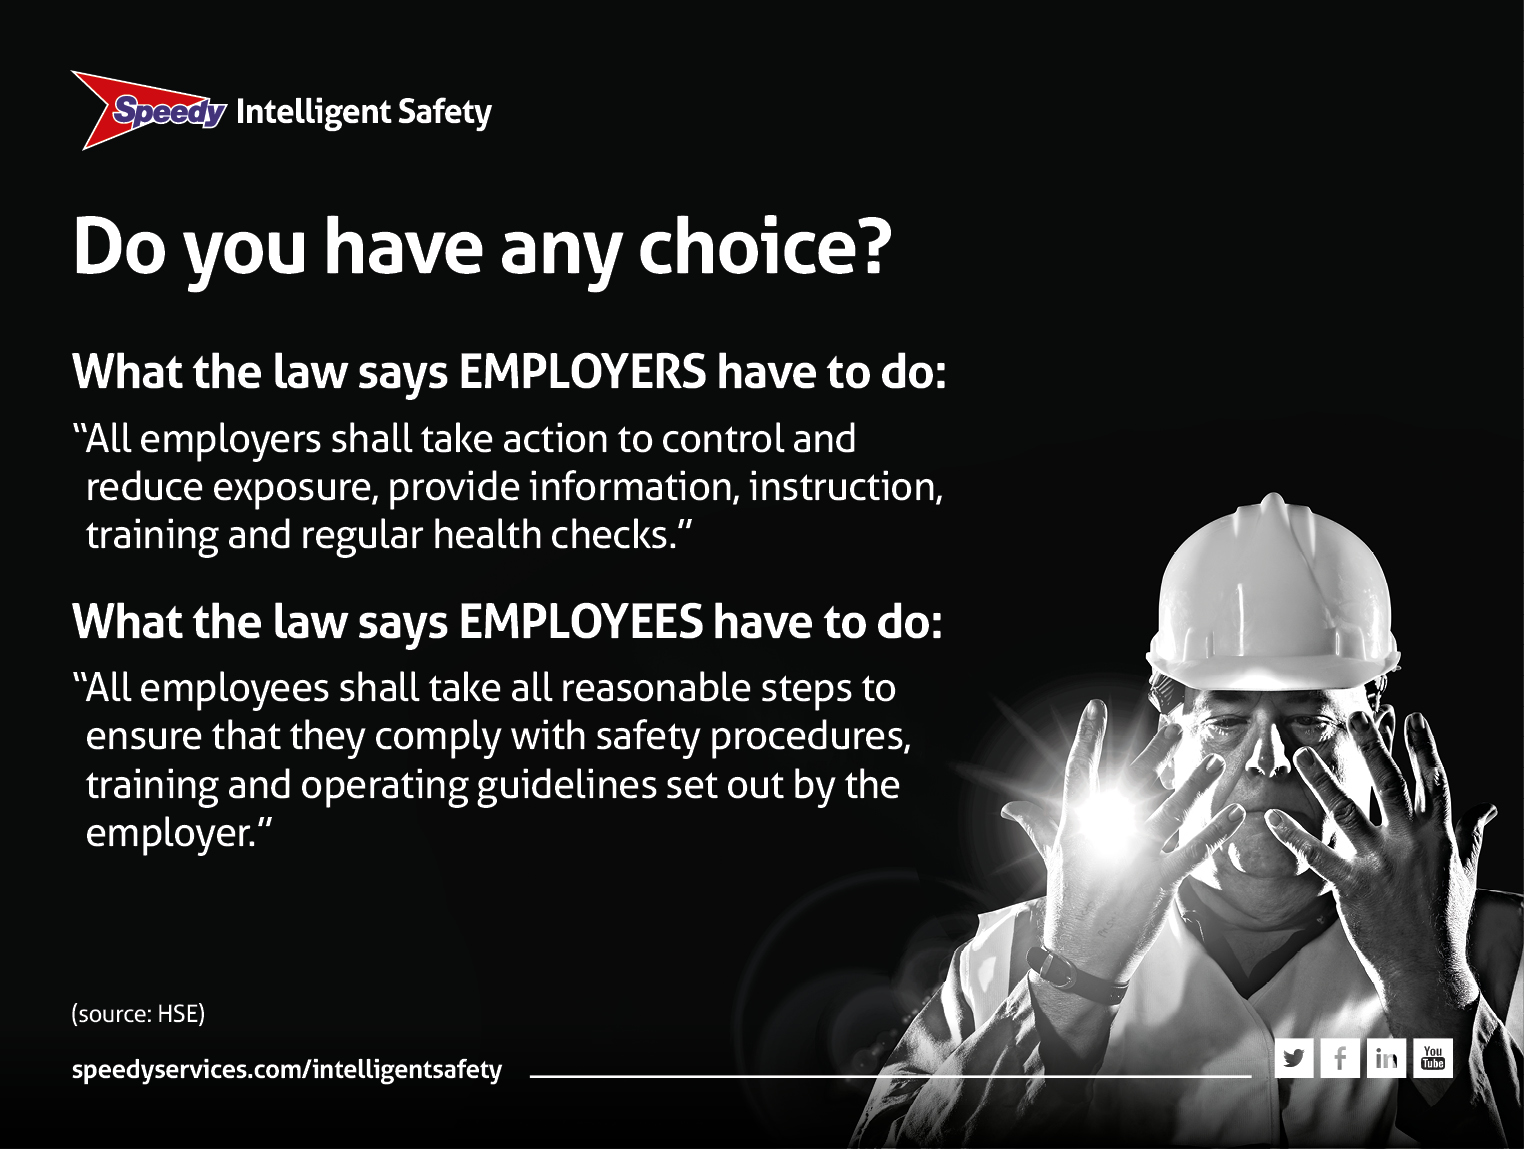 Speedy Intelligent Safety
Do you have any choice?
What the law says EMPLOYERS have to do:
“All employers shall take action to control and
reduce exposure, provide information, instruction,
training and regular health checks.”
What the law says EMPLOYEES have to do:
“All employees shall take all reasonable steps to
ensure that they comply with safety procedures,
training and operating guidelines set out by the
employer.”
(source: HSE)
speedyservices.com/intelligentsafety
f in You
Tube